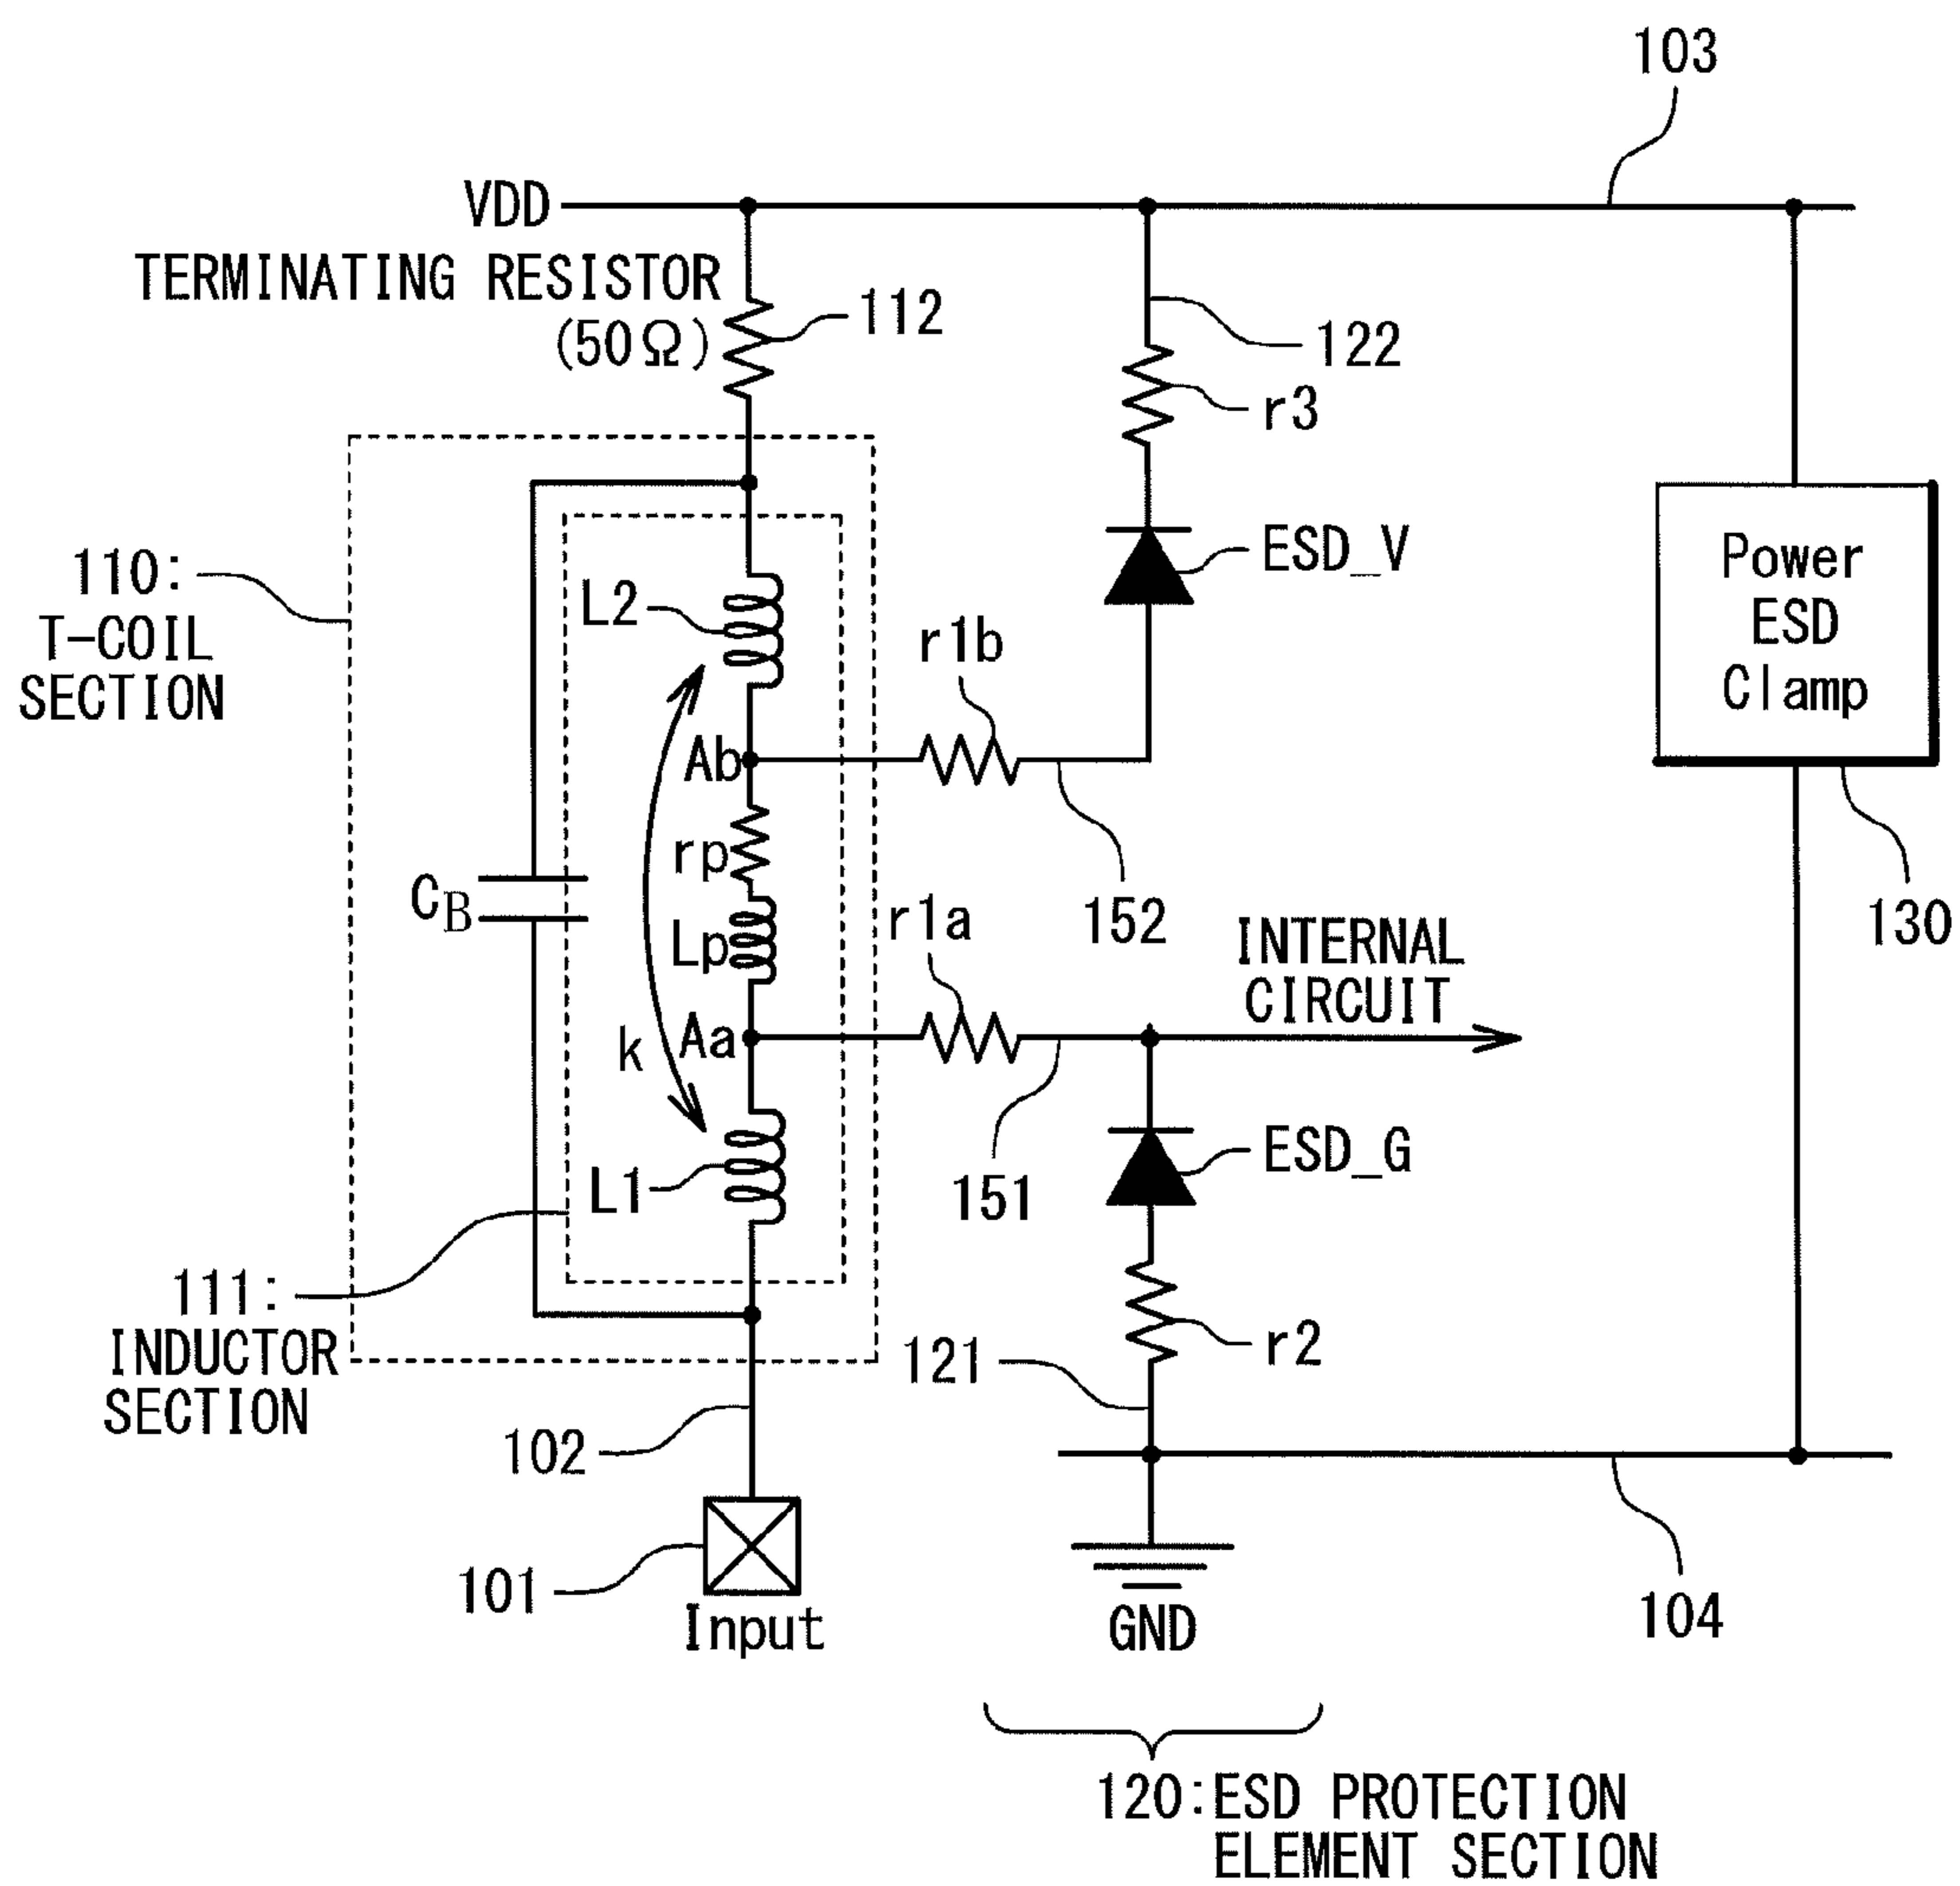 103
VDD
TERMINATING RESISTOR
(50Ω)
112
122
r3
110:
T-COIL
SECTION
L2
r1b
ESD_V
Power
ESD
Clamp
Ab
rp
CB
Lp
r1a
152
130
INTERNAL
CIRCUIT
k
Aa
L1
151
ESD_G
111:
INDUCTOR
SECTION
121
r2
102
101
Input
GND
104
120:ESD PROTECTION
ELEMENT SECTION